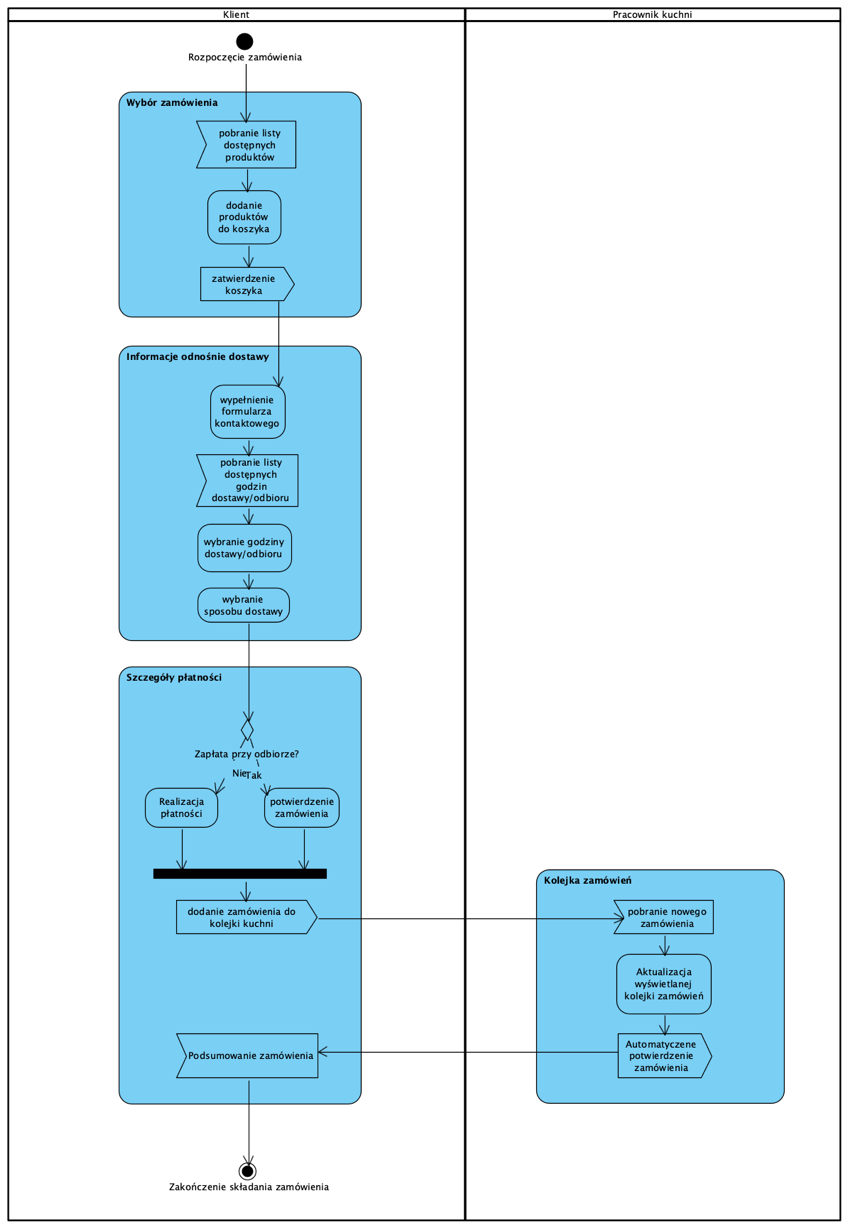 Klient
Pracownik kuchni
Rozpoczęcie zamówienia
Wybór zamówienia
pobranie listy
dostępnych
produktów
dodanie
produktów
do koszyka
zatwierdzenie
koszyka
Informacje odnośnie dostawy
wypełnienie
formularza
kontaktowego
pobranie listy
dostępnych
godzin
dostawy/odbioru
wybranie godziny
dostawy/odbioru
wybranie
sposobu dostawy
Szczegóły płatności
Zapłata przy odbiorze?
Nie
Tak
Realizacja
płatności
potwierdzenie
zamówienia
dodanie zamówienia do
kolejki kuchni
Kolejka zamówień
pobranie nowego
zamówienia
Aktualizacja
wyświetlanej
kolejki zamówień
Automatyczene
potwierdzenie
zamówienia
Podsumowanie zamówienia
Zakończenie składania zamówienia